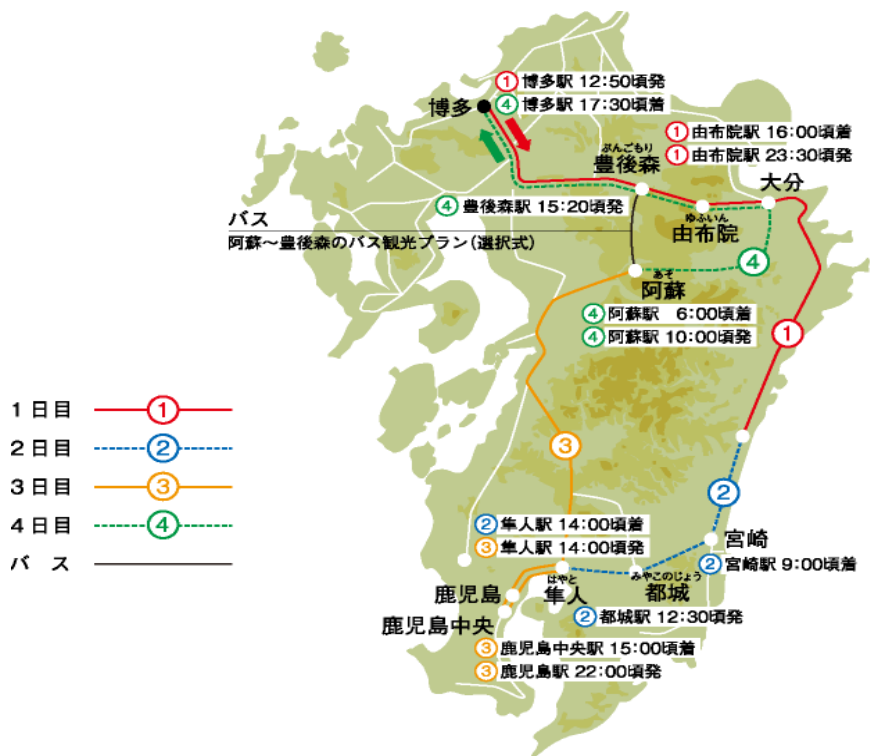 ① 博多駅 12:50頃発
④ 博多駅 17:30頃着
博多
① 由布院駅 16:00頃着
① 由布院駅 23:30頃発
ぶんごもり
豊後森
大分
④ 豊後森駅 15:20頃発
ゆふいん
由布院
バス
阿蘇〜豊後森のバス観光プラン(選択式)
④
あそ
阿蘇
④ 阿蘇駅 6:00頃着
④ 阿蘇駅 10:00頃発
①
1日目 ①
2日目 ②
3日目 ③
4日目 ④
バス
③
②
② 隼人駅 14:00頃着
③ 隼人駅 14:00頃発
宮崎
② 宮崎駅 9:00頃着
はやと
隼人
みやこのじょう
都城
鹿児島
鹿児島中央
② 都城駅 12:30頃発
③ 鹿児島中央駅 15:00頃着
③ 鹿児島駅 22:00頃発